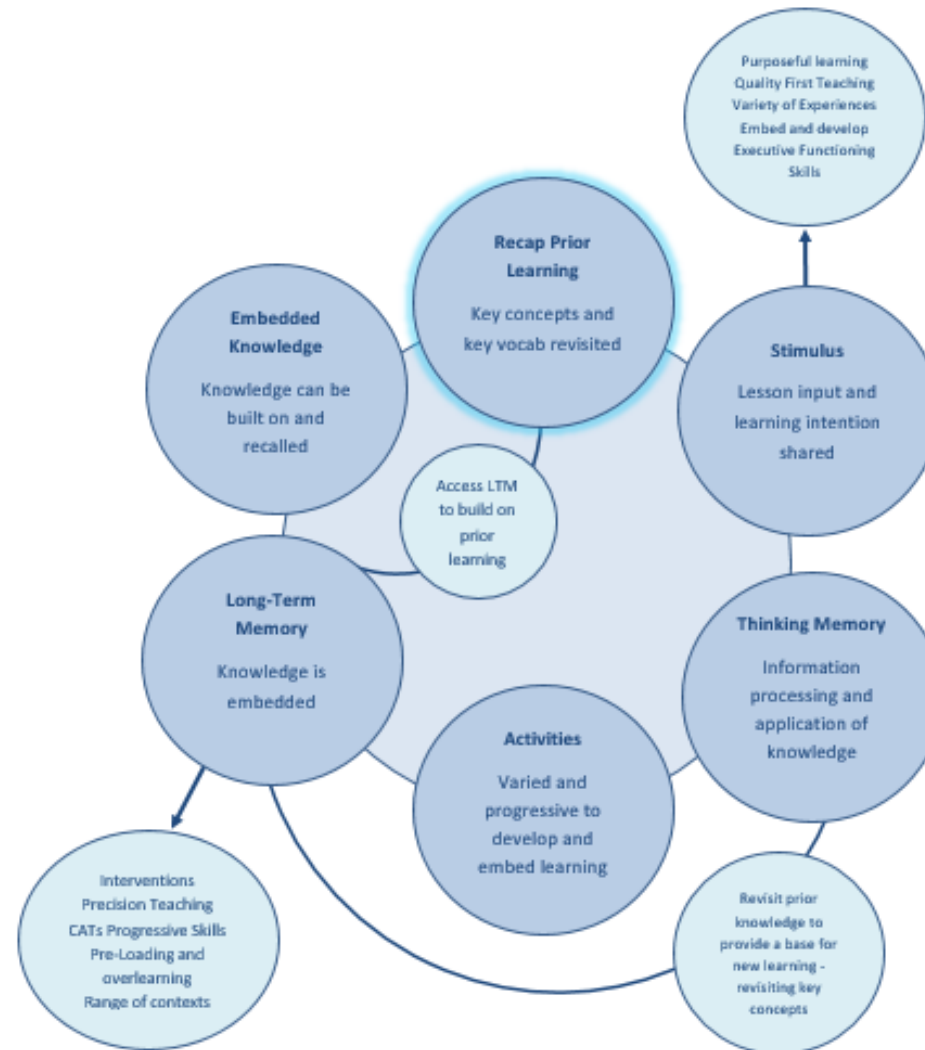 Purposeful learning
Quality First Teaching
Variety of Experiences
Embed and develop
Executive Functioning
Skills
Recap Prior
Learning
Key concepts and
key vocab revisited
Embedded
Knowledge
Knowledge can be
built on and
recalled
Stimulus
Lesson input and
learning intention
shared
Access LTM
to build on
prior
learning
Long-Term
Memory
Knowledge is
embedded
Thinking Memory
Information
processing and
application of
knowledge
Activities
Varied and
progressive to
develop and
embed learning
Interventions
Precision Teaching
CATs Progressive Skills
Pre-Loading and
overlearning
Range of contexts
Revisit prior
knowledge to
provide a base for
new learning -
revisiting key
concepts